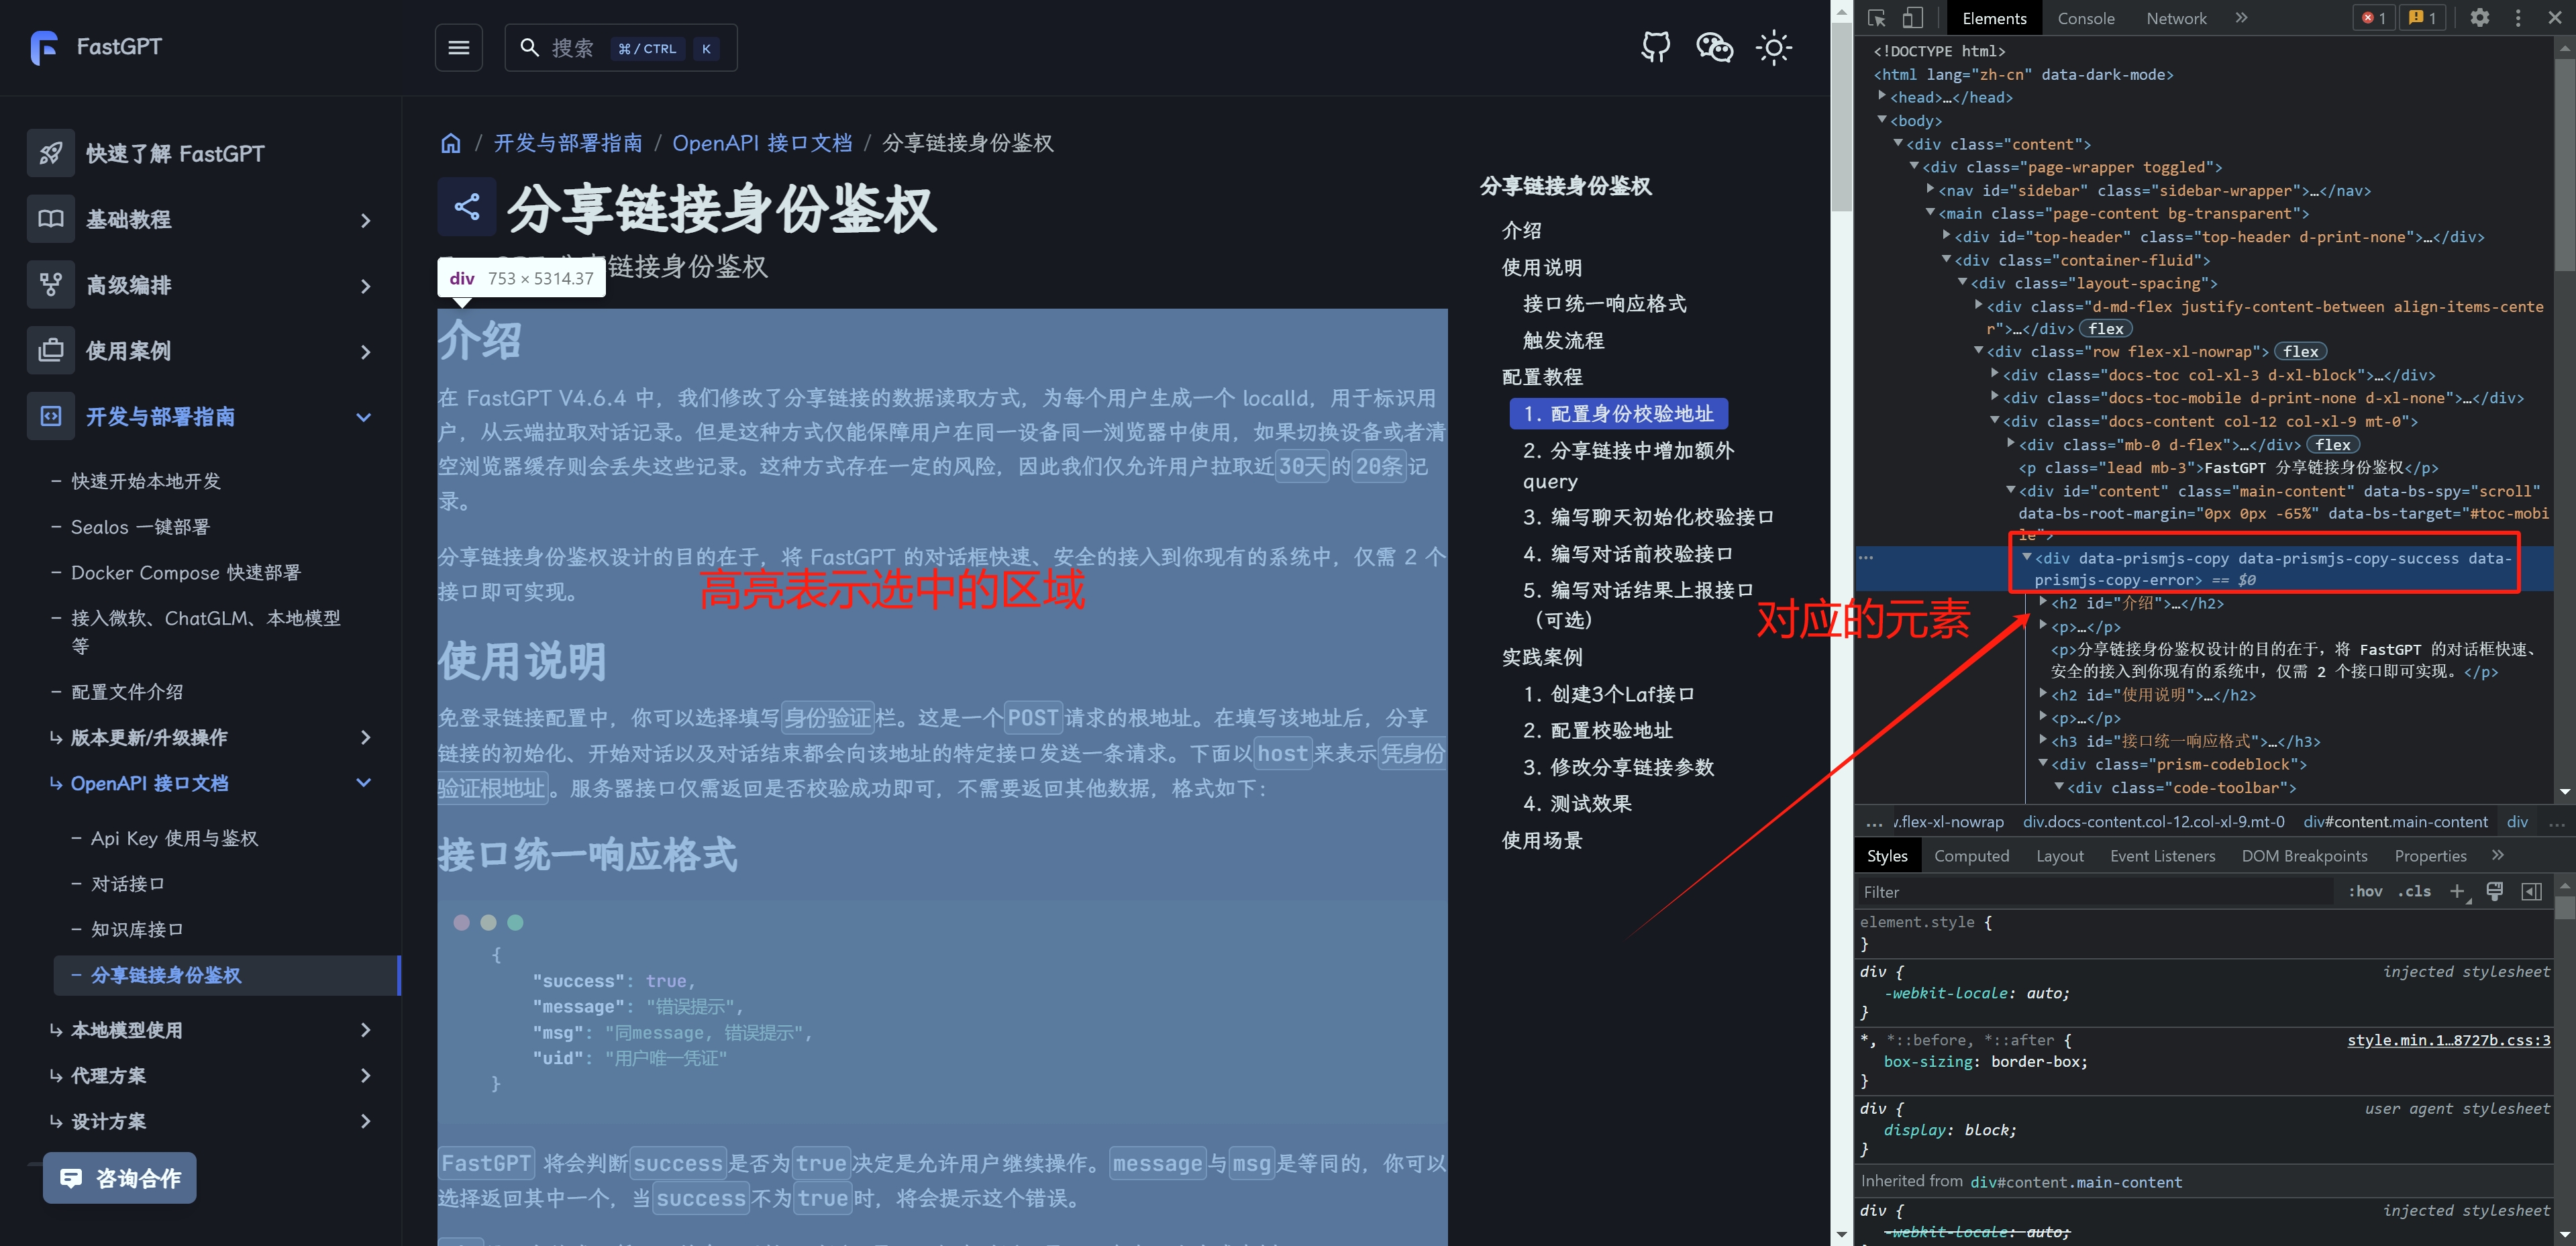 FastGPT
搜索 ⌘/CTRL K
快速了解 FastGPT
基础教程
高级编排
使用案例
开发与部署指南
- 快速开始本地开发
- Sealos 一键部署
- Docker Compose 快速部署
- 接入微软、ChatGLM、本地模型
等
- 配置文件介绍
↳ 版本更新/升级操作
↳ OpenAPI 接口文档
- Api Key 使用与鉴权
- 对话接口
- 知识库接口
- 分享链接身份鉴权
↳ 本地模型使用
↳ 代理方案
↳ 设计方案
咨询合作
/ 开发与部署指南 / OpenAPI 接口文档 / 分享链接身份鉴权
分享链接身份鉴权
链接身份鉴权
div 753 × 5314.37
介绍
在 FastGPT V4.6.4 中，我们修改了分享链接的数据读取方式，为每个用户生成一个 localId，用于标识用
户，从云端拉取对话记录。但是这种方式仅能保障用户在同一设备同一浏览器中使用，如果切换设备或者清
空浏览器缓存则会丢失这些记录。这种方式存在一定的风险，因此我们仅允许用户拉取近30天的20条记
录。
分享链接身份鉴权设计的目的在于，将 FastGPT 的对话框快速、安全的接入到你现有的系统中，仅需 2 个
接口即可实现。
高亮表示选中的区域
使用说明
免登录链接配置中，你可以选择填写身份验证栏。这是一个POST请求的根地址。在填写该地址后，分享
链接的初始化、开始对话以及对话结束都会向该地址的特定接口发送一条请求。下面以host来表示凭身份
验证根地址。服务器接口仅需返回是否校验成功即可，不需要返回其他数据，格式如下：
接口统一响应格式
{
"success": true,
"message": "错误提示",
"msg": "同message, 错误提示",
"uid": "用户唯一凭证"
}
FastGPT 将会判断success是否为true决定是允许用户继续操作。message与msg是等同的，你可以
选择返回其中一个，当success不为true时，将会提示这个错误。
分享链接身份鉴权
介绍
使用说明
接口统一响应格式
触发流程
配置教程
1. 配置身份校验地址
2. 分享链接中增加额外
query
3. 编写聊天初始化校验接口
4. 编写对话前校验接口
5. 编写对话结果上报接口
（可选）
实践案例
1. 创建3个Laf接口
2. 配置校验地址
3. 修改分享链接参数
4. 测试效果
使用场景
对应的元素
Elements Console Network » 1 1
<!DOCTYPE html>
<html lang="zh-cn" data-dark-mode>
<head>…</head>
<body>
<div class="content">
<div class="page-wrapper toggled">
<nav id="sidebar" class="sidebar-wrapper">…</nav>
<main class="page-content bg-transparent">
<div id="top-header" class="top-header d-print-none">…</div>
<div class="container-fluid">
<div class="layout-spacing">
<div class="d-md-flex justify-content-between align-items-cente
r">…</div> flex
<div class="row flex-xl-nowrap"> flex
<div class="docs-toc col-xl-3 d-xl-block">…</div>
<div class="docs-toc-mobile d-print-none d-xl-none">…</div>
<div class="docs-content col-12 col-xl-9 mt-0">
<div class="mb-0 d-flex">…</div> flex
<p class="lead mb-3">FastGPT 分享链接身份鉴权</p>
<div id="content" class="main-content" data-bs-spy="scroll"
data-bs-root-margin="0px 0px -65%" data-bs-target="#toc-mobi
le">
<div data-prismjs-copy data-prismjs-copy-success data-
prismjs-copy-error> == $0
<h2 id="介绍">…</h2>
<p>…</p>
<p>分享链接身份鉴权设计的目的在于，将 FastGPT 的对话框快速、
安全的接入到你现有的系统中，仅需 2 个接口即可实现。</p>
<h2 id="使用说明">…</h2>
<p>…</p>
<h3 id="接口统一响应格式">…</h3>
<div class="prism-codeblock">
<div class="code-toolbar">
… v.flex-xl-nowrap div.docs-content.col-12.col-xl-9.mt-0 div#content.main-content div …
Styles Computed Layout Event Listeners DOM Breakpoints Properties »
Filter :hov .cls +
element.style {
}
div { injected stylesheet
-webkit-locale: auto;
}
*, *::before, *::after { style.min.1…8727b.css:3
box-sizing: border-box;
}
div { user agent stylesheet
display: block;
}
Inherited from div#content.main-content
div { injected stylesheet
-webkit-locale: auto;